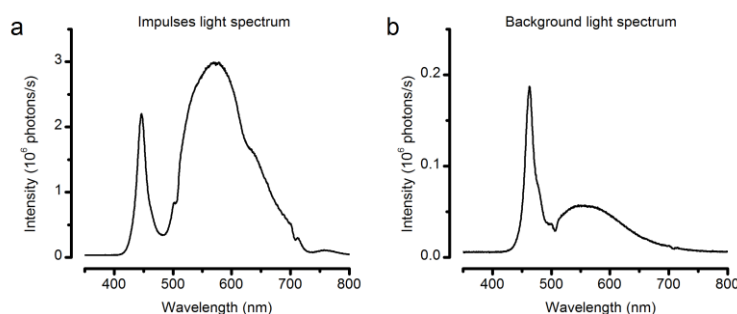 a
Impulses light spectrum
Intensity (10⁶ photons/s)
3
2
1
0
400 500 600 700 800
Wavelength (nm)
b
Background light spectrum
Intensity (10⁶ photons/s)
0.2
0.1
0.0
400 500 600 700 800
Wavelength (nm)